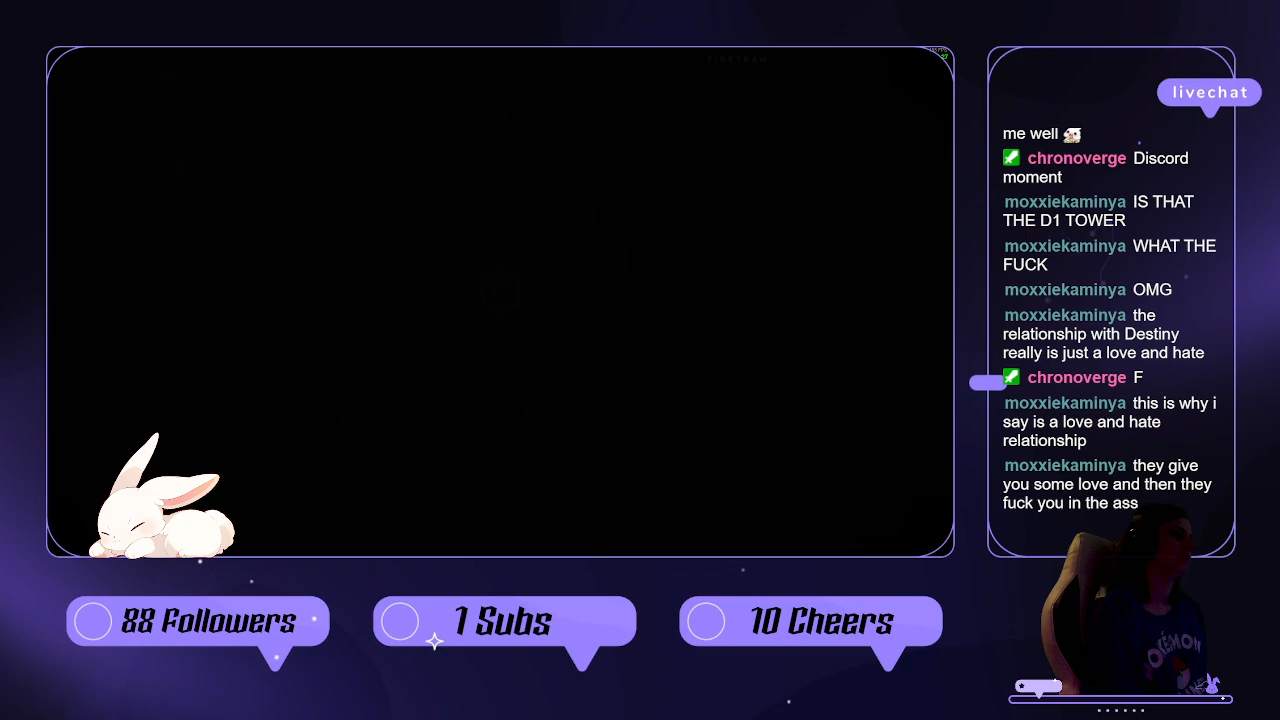 FIRETEAM
27
livechat
me well
chronoverge Discord
moment
moxxiekaminya IS THAT
THE D1 TOWER
moxxiekaminya WHAT THE
FUCK
moxxiekaminya OMG
moxxiekaminya the
relationship with Destiny
really is just a love and hate
chronoverge F
moxxiekaminya this is why i
say is a love and hate
relationship
moxxiekaminya they give
you some love and then they
fuck you in the ass
88 Followers
1 Subs
10 Cheers
POKÉMON